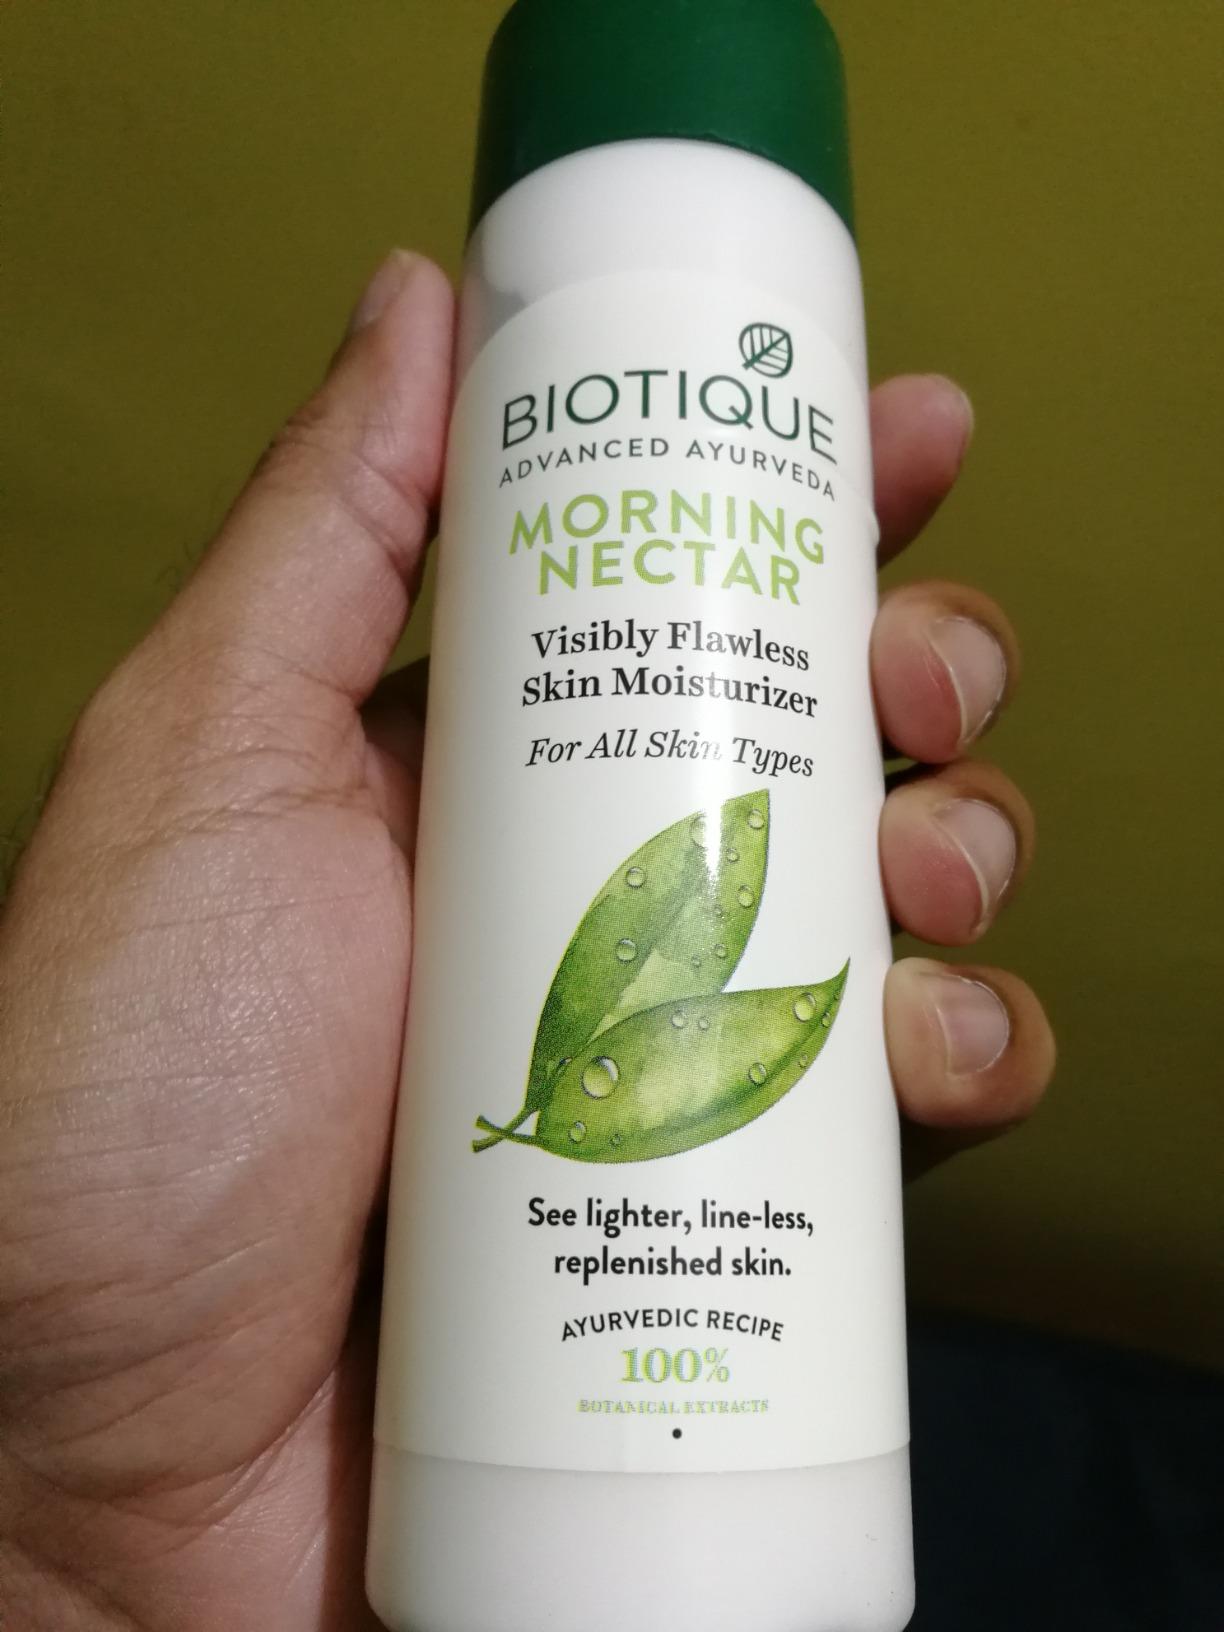 BIOTIQUE
ADVANCED AYURVEDA
MORNING
NECTAR
Visibly Flawless
Skin Moisturizer
For All Skin Types
See lighter, line-less,
replenished skin.
AYURVEDIC RECIPE
100%
BOTANICAL EXTRACTS